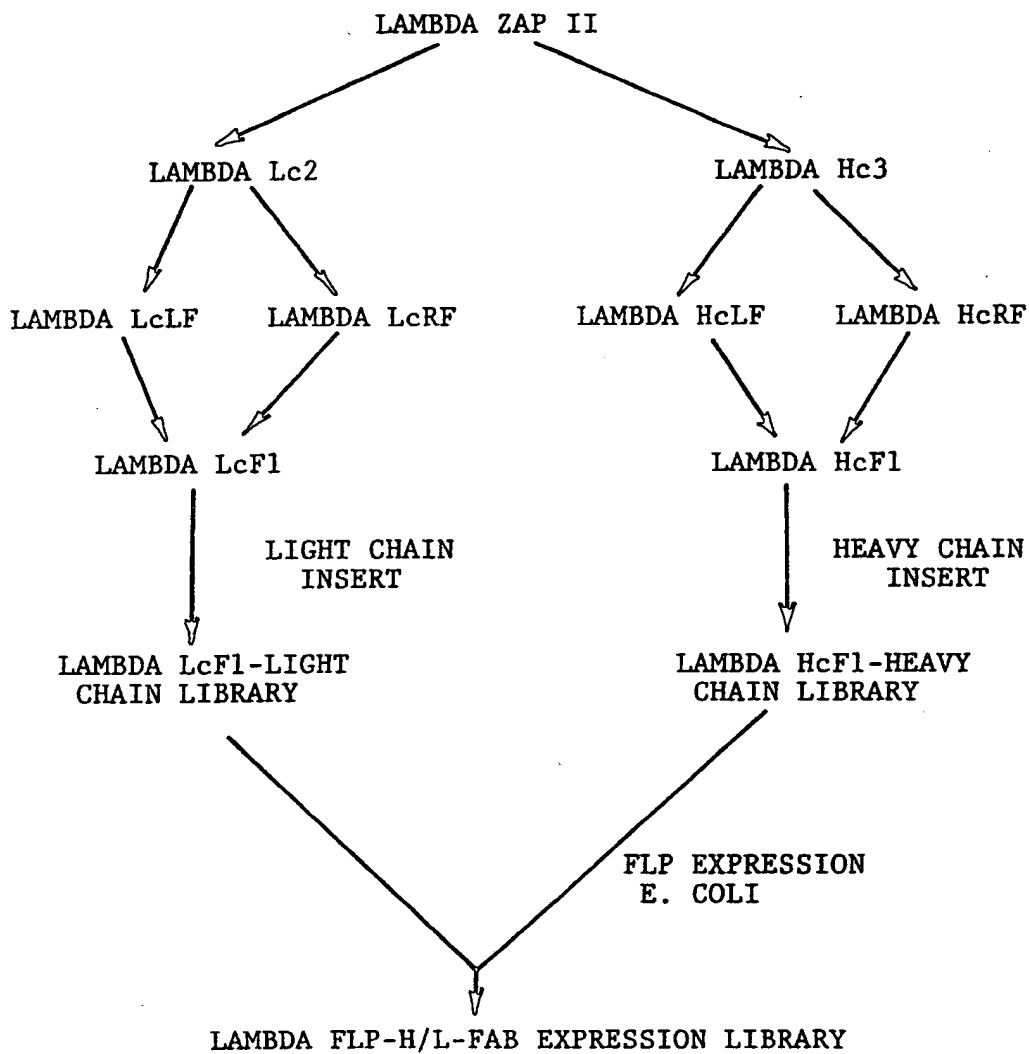 LAMBDA ZAP II
LAMBDA Lc2
LAMBDA Hc3
LAMBDA LcLF
LAMBDA LcRF
LAMBDA HcLF
LAMBDA HcRF
LAMBDA LcF1
LAMBDA HcF1
LIGHT CHAIN
INSERT
HEAVY CHAIN
INSERT
LAMBDA LcF1-LIGHT
CHAIN LIBRARY
LAMBDA HcF1-HEAVY
CHAIN LIBRARY
FLP EXPRESSION
E. COLI
LAMBDA FLP-H/L-FAB EXPRESSION LIBRARY